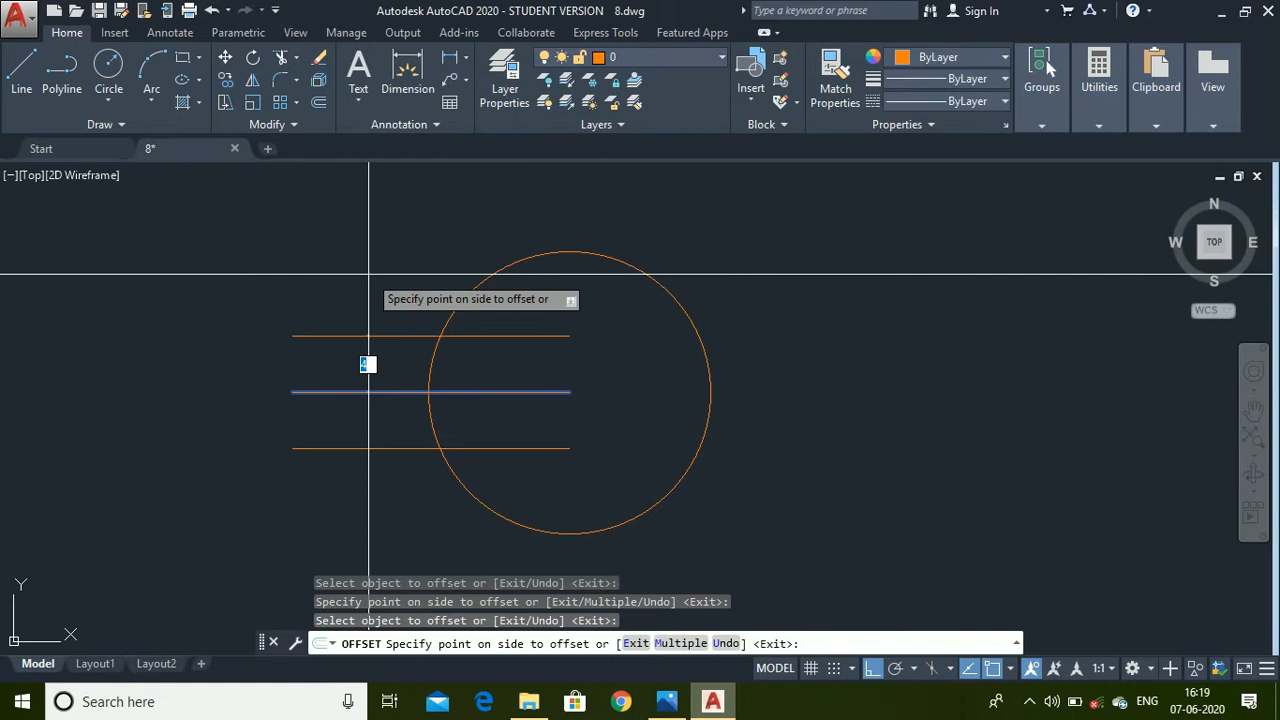 Autodesk AutoCAD 2020 - STUDENT VERSION 8.dwg
Type a keyword or phrase
Sign In
Home Insert Annotate Parametric View Manage Output Add-ins Collaborate Express Tools Featured Apps
Line Polyline Circle Arc
Text Dimension
Layer Properties
0
Insert
Match Properties
ByLayer
ByLayer
ByLayer
Groups Utilities Clipboard View
Draw Modify Annotation Layers Block Properties
Start 8*
[−][Top][2D Wireframe]
N
W TOP E
S
WCS
Specify point on side to offset or
Y
X
Select object to offset or [Exit/Undo] <Exit>:
Specify point on side to offset or [Exit/Multiple/Undo] <Exit>:
Select object to offset or [Exit/Undo] <Exit>:
OFFSET Specify point on side to offset or [Exit Multiple Undo] <Exit>:
Model Layout1 Layout2 +
MODEL 1:1
Search here
ENG
16:19
07-06-2020